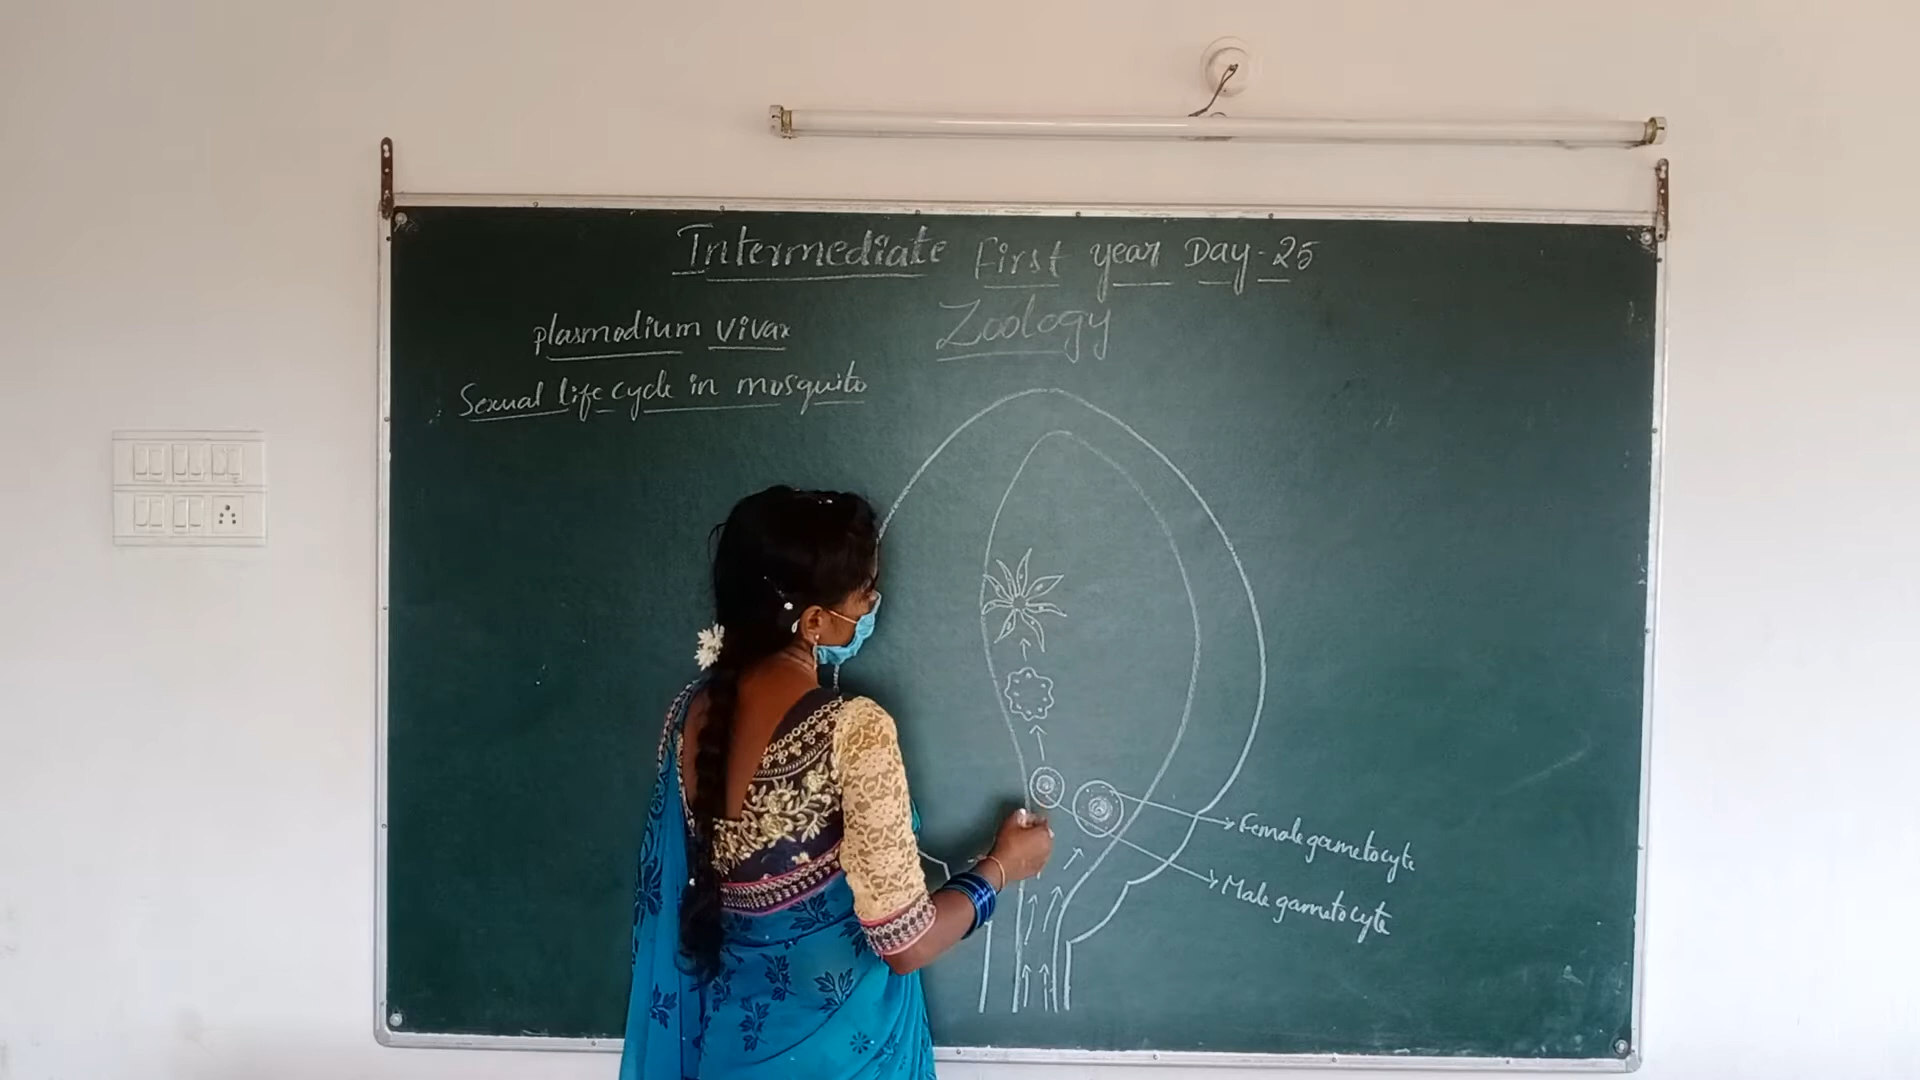 Intermediate First year Day-25
Zoology
plasmodium vivax
Sexual life cycle in mosquito
Female gametocyte
Male gametocyte